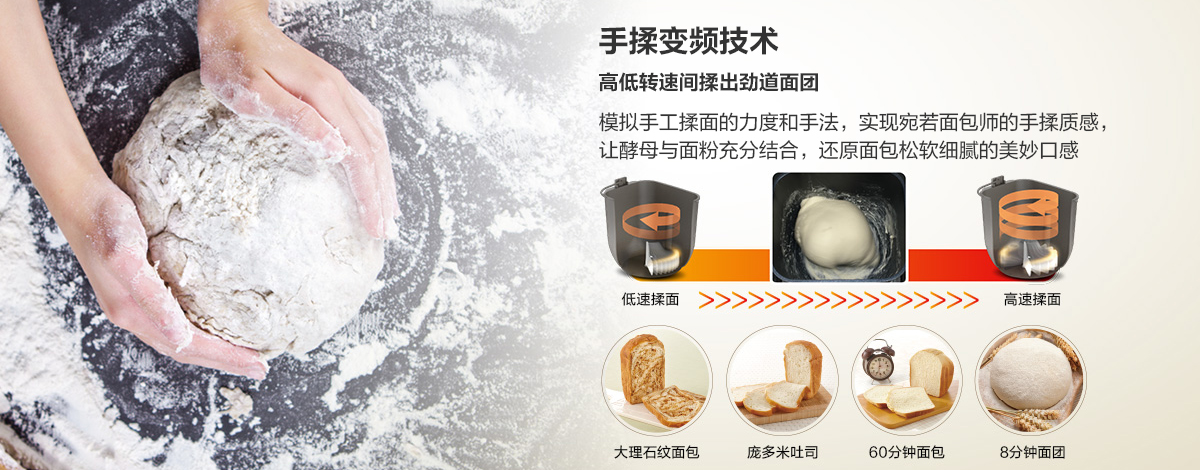 手揉变频技术
高低转速间揉出劲道面团
模拟手工揉面的力度和手法，实现宛若面包师的手揉质感，
让酵母与面粉充分结合，还原面包松软细腻的美妙口感
低速揉面
高速揉面
大理石纹面包
庞多米吐司
60分钟面包
8分钟面团